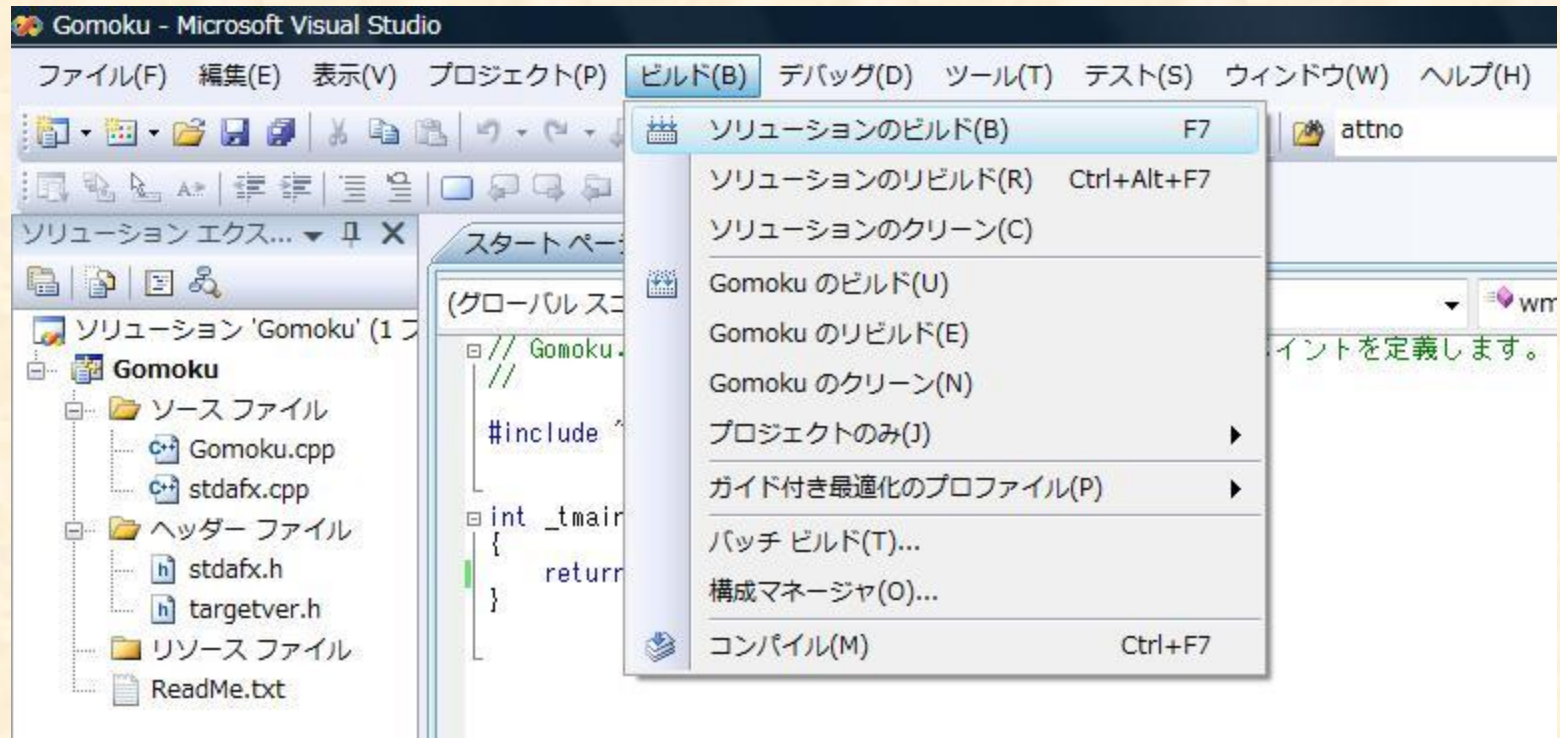 Gomoku - Microsoft Visual Studio
ファイル(F) 編集(E) 表示(V) プロジェクト(P) ビルド(B) デバッグ(D) ツール(T) テスト(S) ウィンドウ(W) ヘルプ(H)
ソリューションのビルド(B) F7
attno
ソリューションのリビルド(R) Ctrl+Alt+F7
ソリューションのクリーン(C)
Gomoku のビルド(U)
Gomoku のリビルド(E)
Gomoku のクリーン(N)
プロジェクトのみ(J)
ガイド付き最適化のプロファイル(P)
バッチ ビルド(T)...
構成マネージャ(O)...
コンパイル(M) Ctrl+F7
ソリューション エクス...
ソリューション 'Gomoku' (1
Gomoku
ソース ファイル
Gomoku.cpp
stdafx.cpp
ヘッダー ファイル
stdafx.h
targetver.h
リソース ファイル
ReadMe.txt
スタート ペー
(グローバル
wm
// Gomoku. イントを定義します。
//
#include
int _tmain
{
return
}